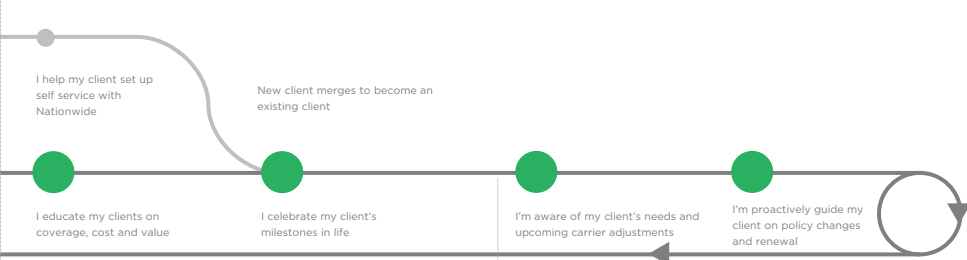 I help my client set up
self service with
Nationwide
New client merges to become an
existing client
I educate my clients on
coverage, cost and value
I celebrate my client's
milestones in life
I'm aware of my client's needs and
upcoming carrier adjustments
I'm proactively guide my
client on policy changes
and renewal